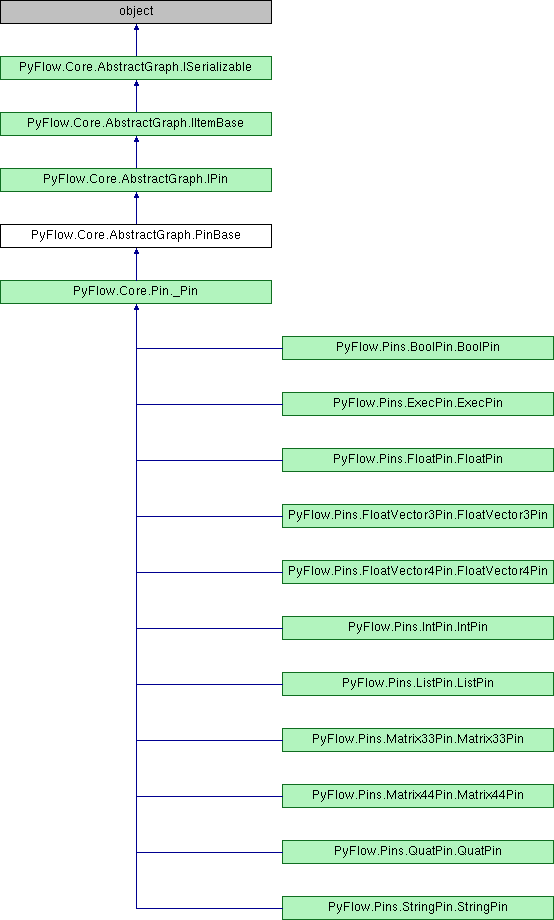 object
PyFlow.Core.AbstractGraph.ISerializable
PyFlow.Core.AbstractGraph.IItemBase
PyFlow.Core.AbstractGraph.IPin
PyFlow.Core.AbstractGraph.PinBase
PyFlow.Core.Pin._Pin
PyFlow.Pins.BoolPin.BoolPin
PyFlow.Pins.ExecPin.ExecPin
PyFlow.Pins.FloatPin.FloatPin
PyFlow.Pins.FloatVector3Pin.FloatVector3Pin
PyFlow.Pins.FloatVector4Pin.FloatVector4Pin
PyFlow.Pins.IntPin.IntPin
PyFlow.Pins.ListPin.ListPin
PyFlow.Pins.Matrix33Pin.Matrix33Pin
PyFlow.Pins.Matrix44Pin.Matrix44Pin
PyFlow.Pins.QuatPin.QuatPin
PyFlow.Pins.StringPin.StringPin